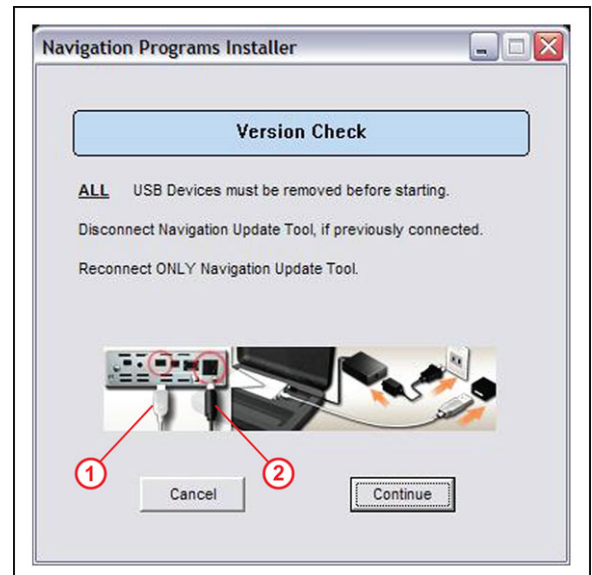 Navigation Programs Installer
Version Check
ALL USB Devices must be removed before starting.
Disconnect Navigation Update Tool, if previously connected.
Reconnect ONLY Navigation Update Tool.
1
2
Cancel
Continue